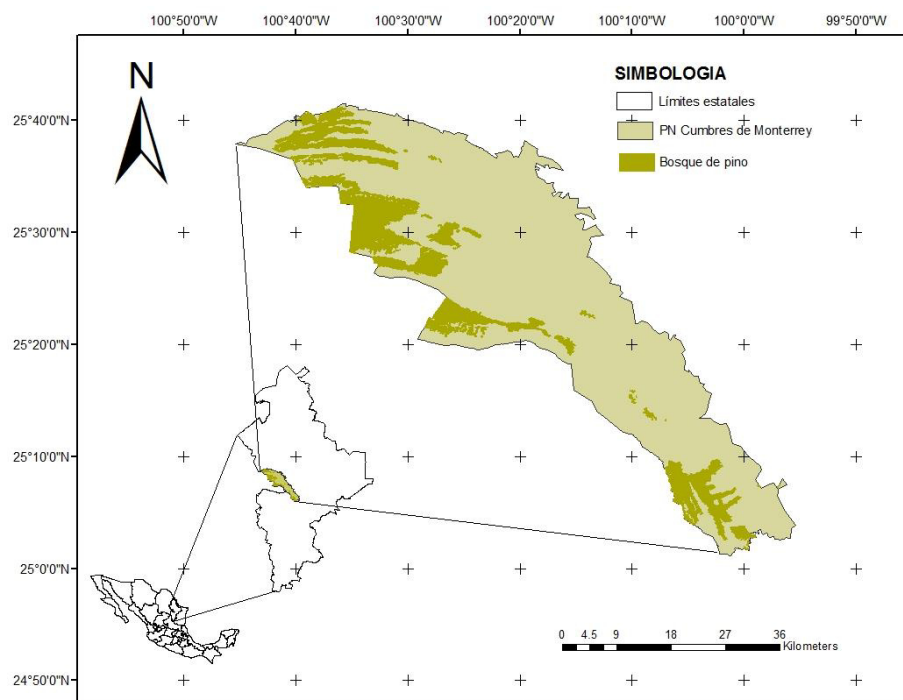 100°50'0"W 100°40'0"W 100°30'0"W 100°20'0"W 100°10'0"W 100°0'0"W 99°50'0"W
N
SIMBOLOGIA
Límites estatales
PN Cumbres de Monterrey
Bosque de pino
25°40'0"N
25°30'0"N
25°20'0"N
25°10'0"N
25°0'0"N
24°50'0"N
0 4.5 9 18 27 36
Kilometers